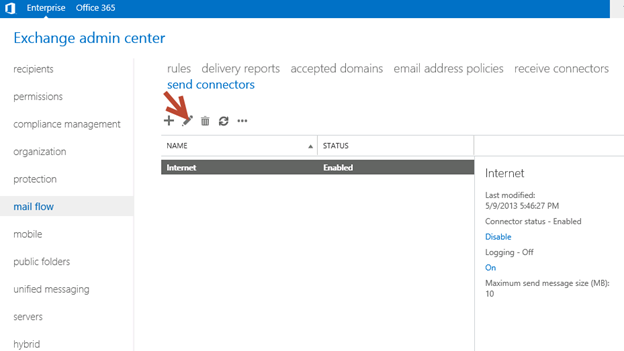 Enterprise Office 365
Exchange admin center
recipients
permissions
compliance management
organization
protection
mail flow
mobile
public folders
unified messaging
servers
hybrid
rules delivery reports accepted domains email address policies receive connectors
send connectors
NAME STATUS
Internet Enabled
Internet
Last modified:
5/9/2013 5:46:27 PM
Connector status - Enabled
Disable
Logging - Off
On
Maximum send message size (MB):
10